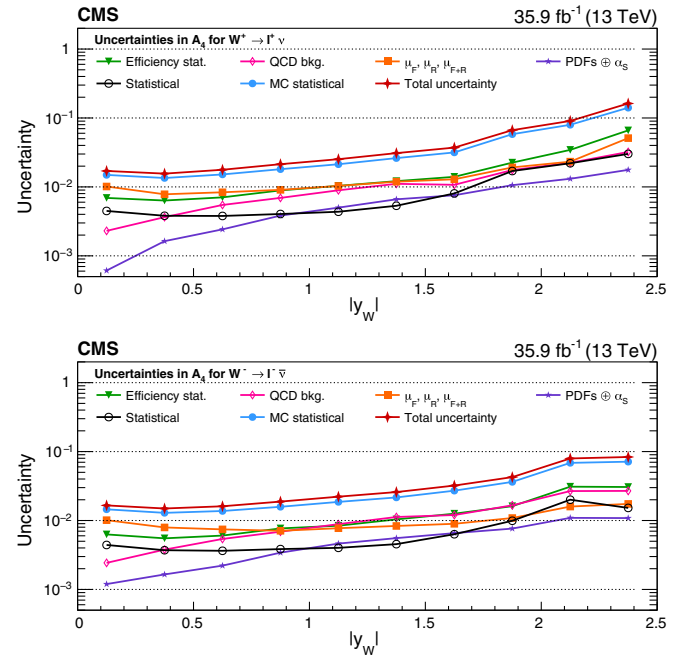 CMS 35.9 fb⁻¹ (13 TeV)
Uncertainties in A₄ for W⁺ → l⁺ ν
Efficiency stat. QCD bkg. μF, μR, μF+R PDFs ⊕ αS
Statistical MC statistical Total uncertainty
1
10⁻¹
10⁻²
10⁻³
Uncertainty
0 0.5 1 1.5 2 2.5
|yW|
CMS 35.9 fb⁻¹ (13 TeV)
Uncertainties in A₄ for W⁻ → l⁻ ν̄
Efficiency stat. QCD bkg. μF, μR, μF+R PDFs ⊕ αS
Statistical MC statistical Total uncertainty
1
10⁻¹
10⁻²
10⁻³
Uncertainty
0 0.5 1 1.5 2 2.5
|yW|